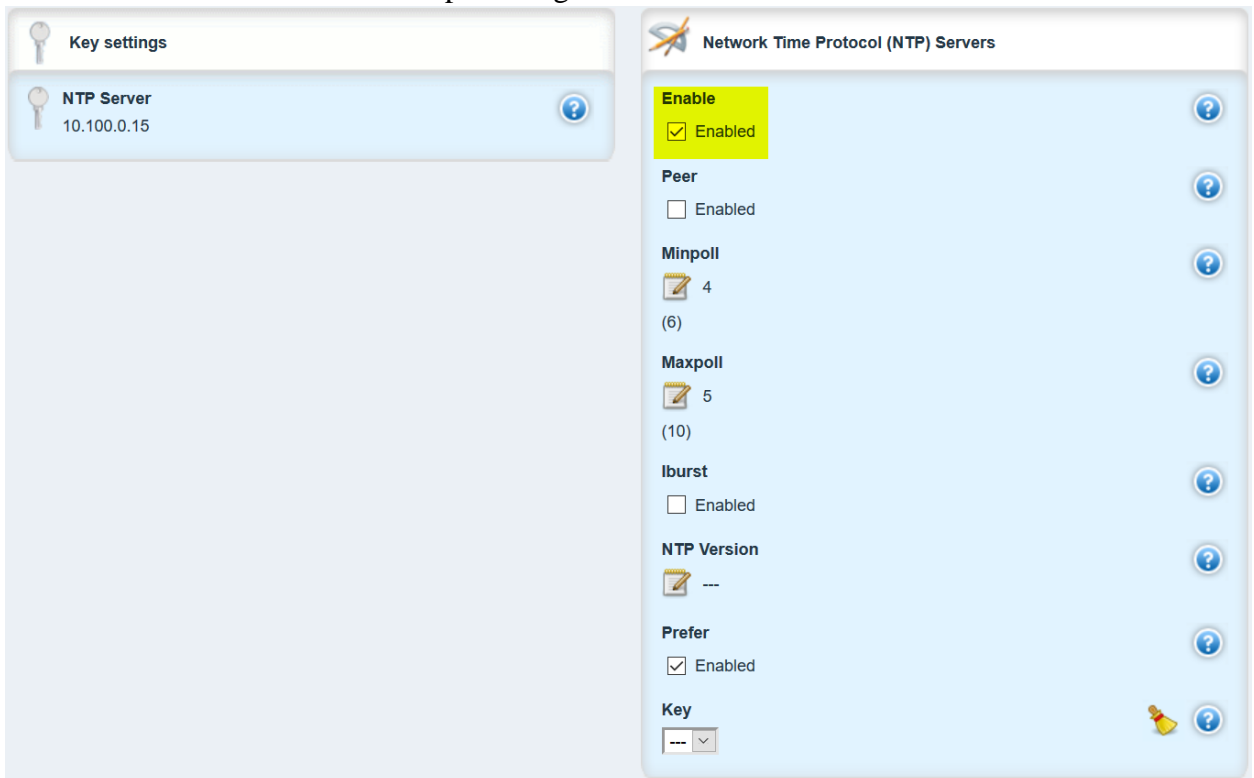 Key settings
NTP Server
10.100.0.15
Network Time Protocol (NTP) Servers
Enable
Enabled
Peer
Enabled
Minpoll
4
(6)
Maxpoll
5
(10)
Iburst
Enabled
NTP Version
---
Prefer
Enabled
Key
---